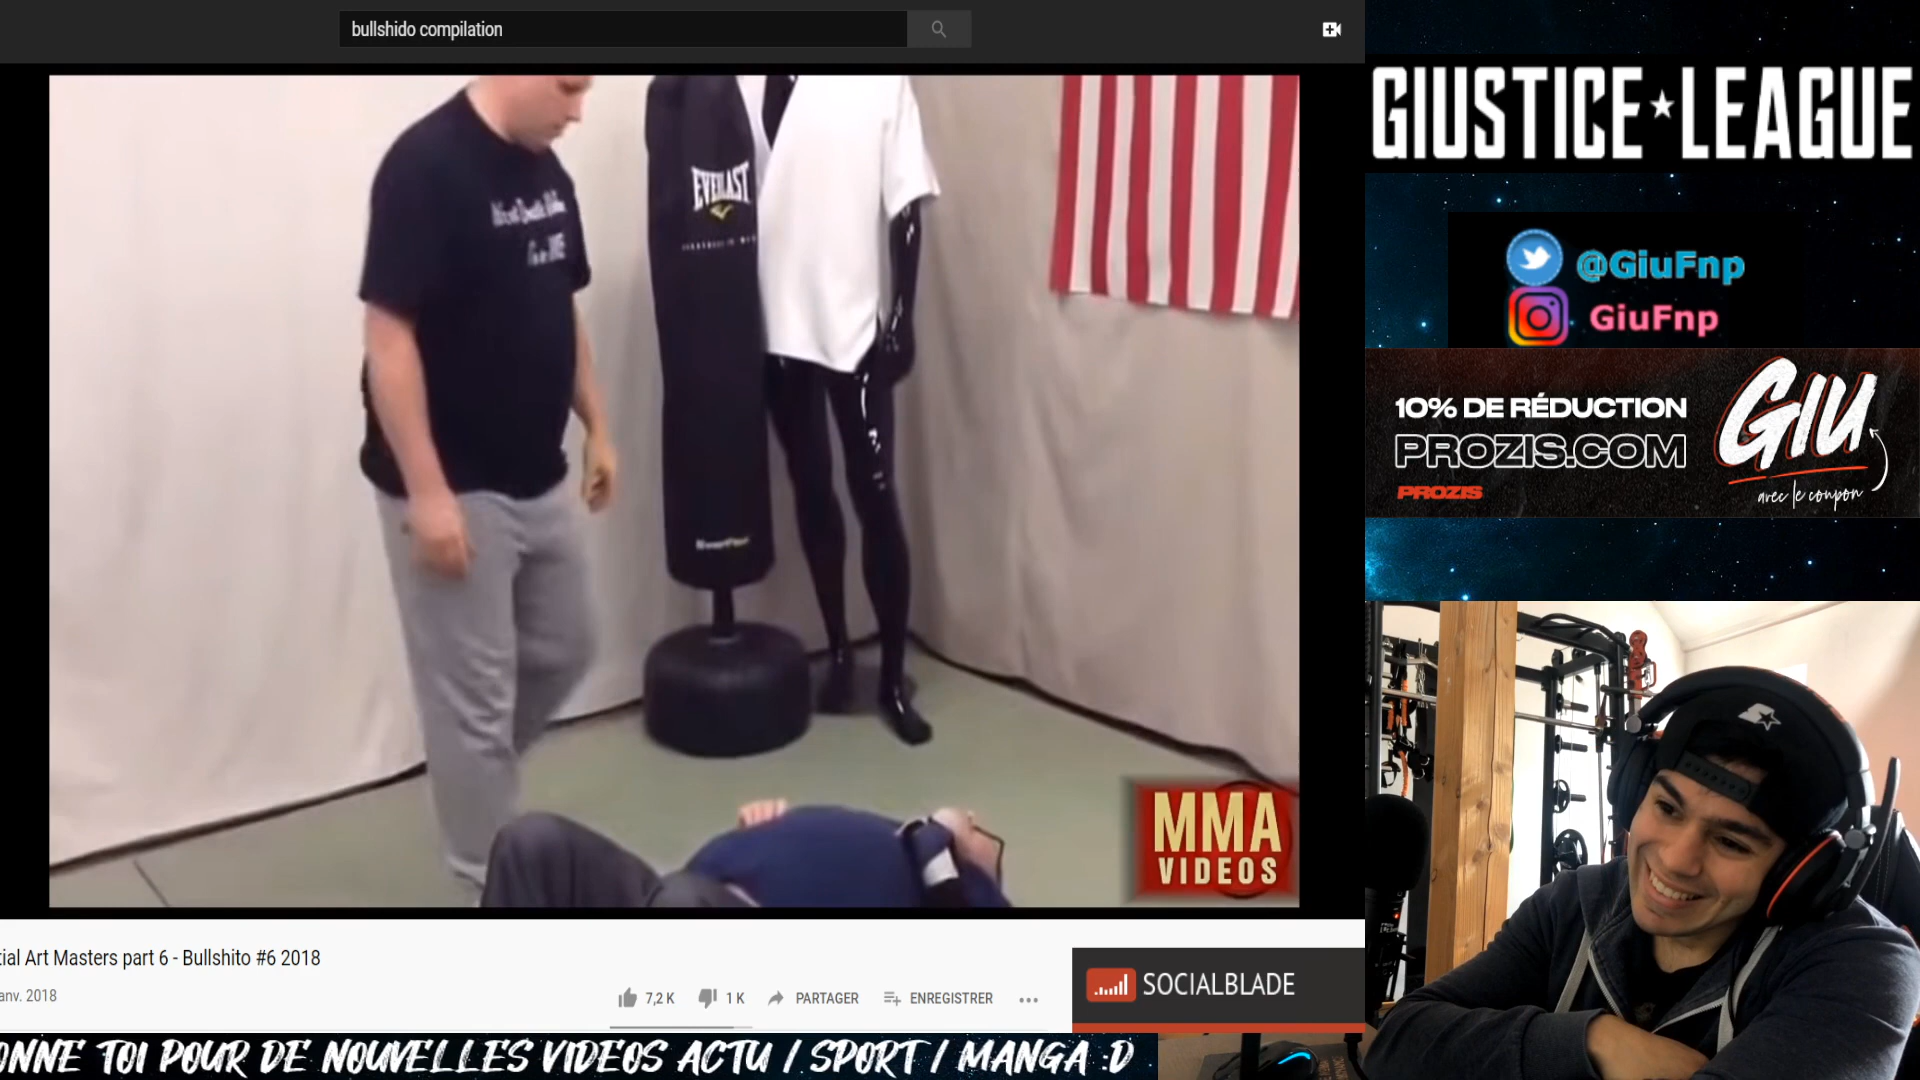 bullshido compilation
EVERLAST
MMA
VIDEOS
tial Art Masters part 6 - Bullshito #6 2018
anv. 2018
7,2 K
1 K
PARTAGER
ENREGISTRER
SOCIALBLADE
ONNE TOI POUR DE NOUVELLES VIDEOS ACTU / SPORT / MANGA :D
GIUSTICE★LEAGUE
@GiuFnp
GiuFnp
10% DE RÉDUCTION
PROZIS.COM
PROZIS
GIU
avec le coupon